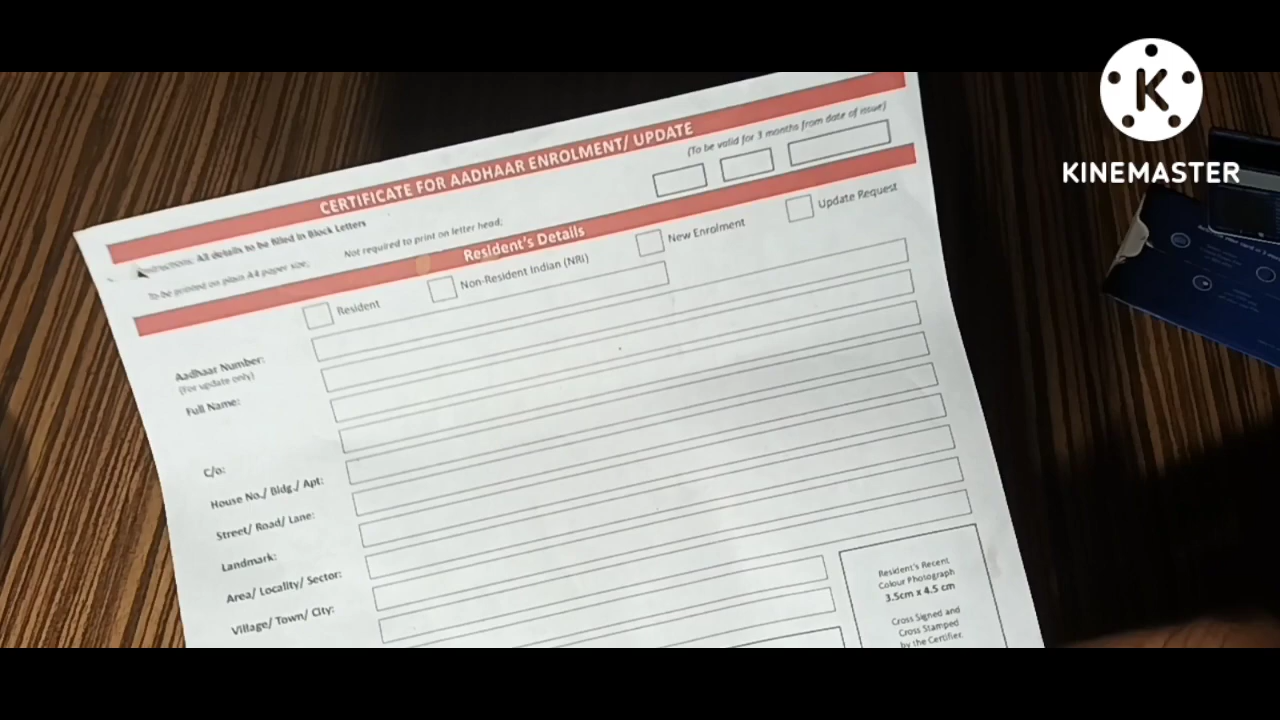 CERTIFICATE FOR AADHAAR ENROLMENT/ UPDATE
Instructions: All details to be filled in Block Letters
(To be valid for 3 months from date of issue)
To be printed on plain A4 paper size;
Not required to print on letter head;
Resident's Details
Resident
Non-Resident Indian (NRI)
New Enrolment
Update Request
Aadhaar Number:
(For update only)
Full Name:
C/o:
House No./ Bldg./ Apt:
Street/ Road/ Lane:
Landmark:
Area/ Locality/ Sector:
Village/ Town/ City:
Resident's Recent
Colour Photograph
3.5cm x 4.5 cm
Cross Signed and
Cross Stamped
by the Certifier.
K
KINEMASTER